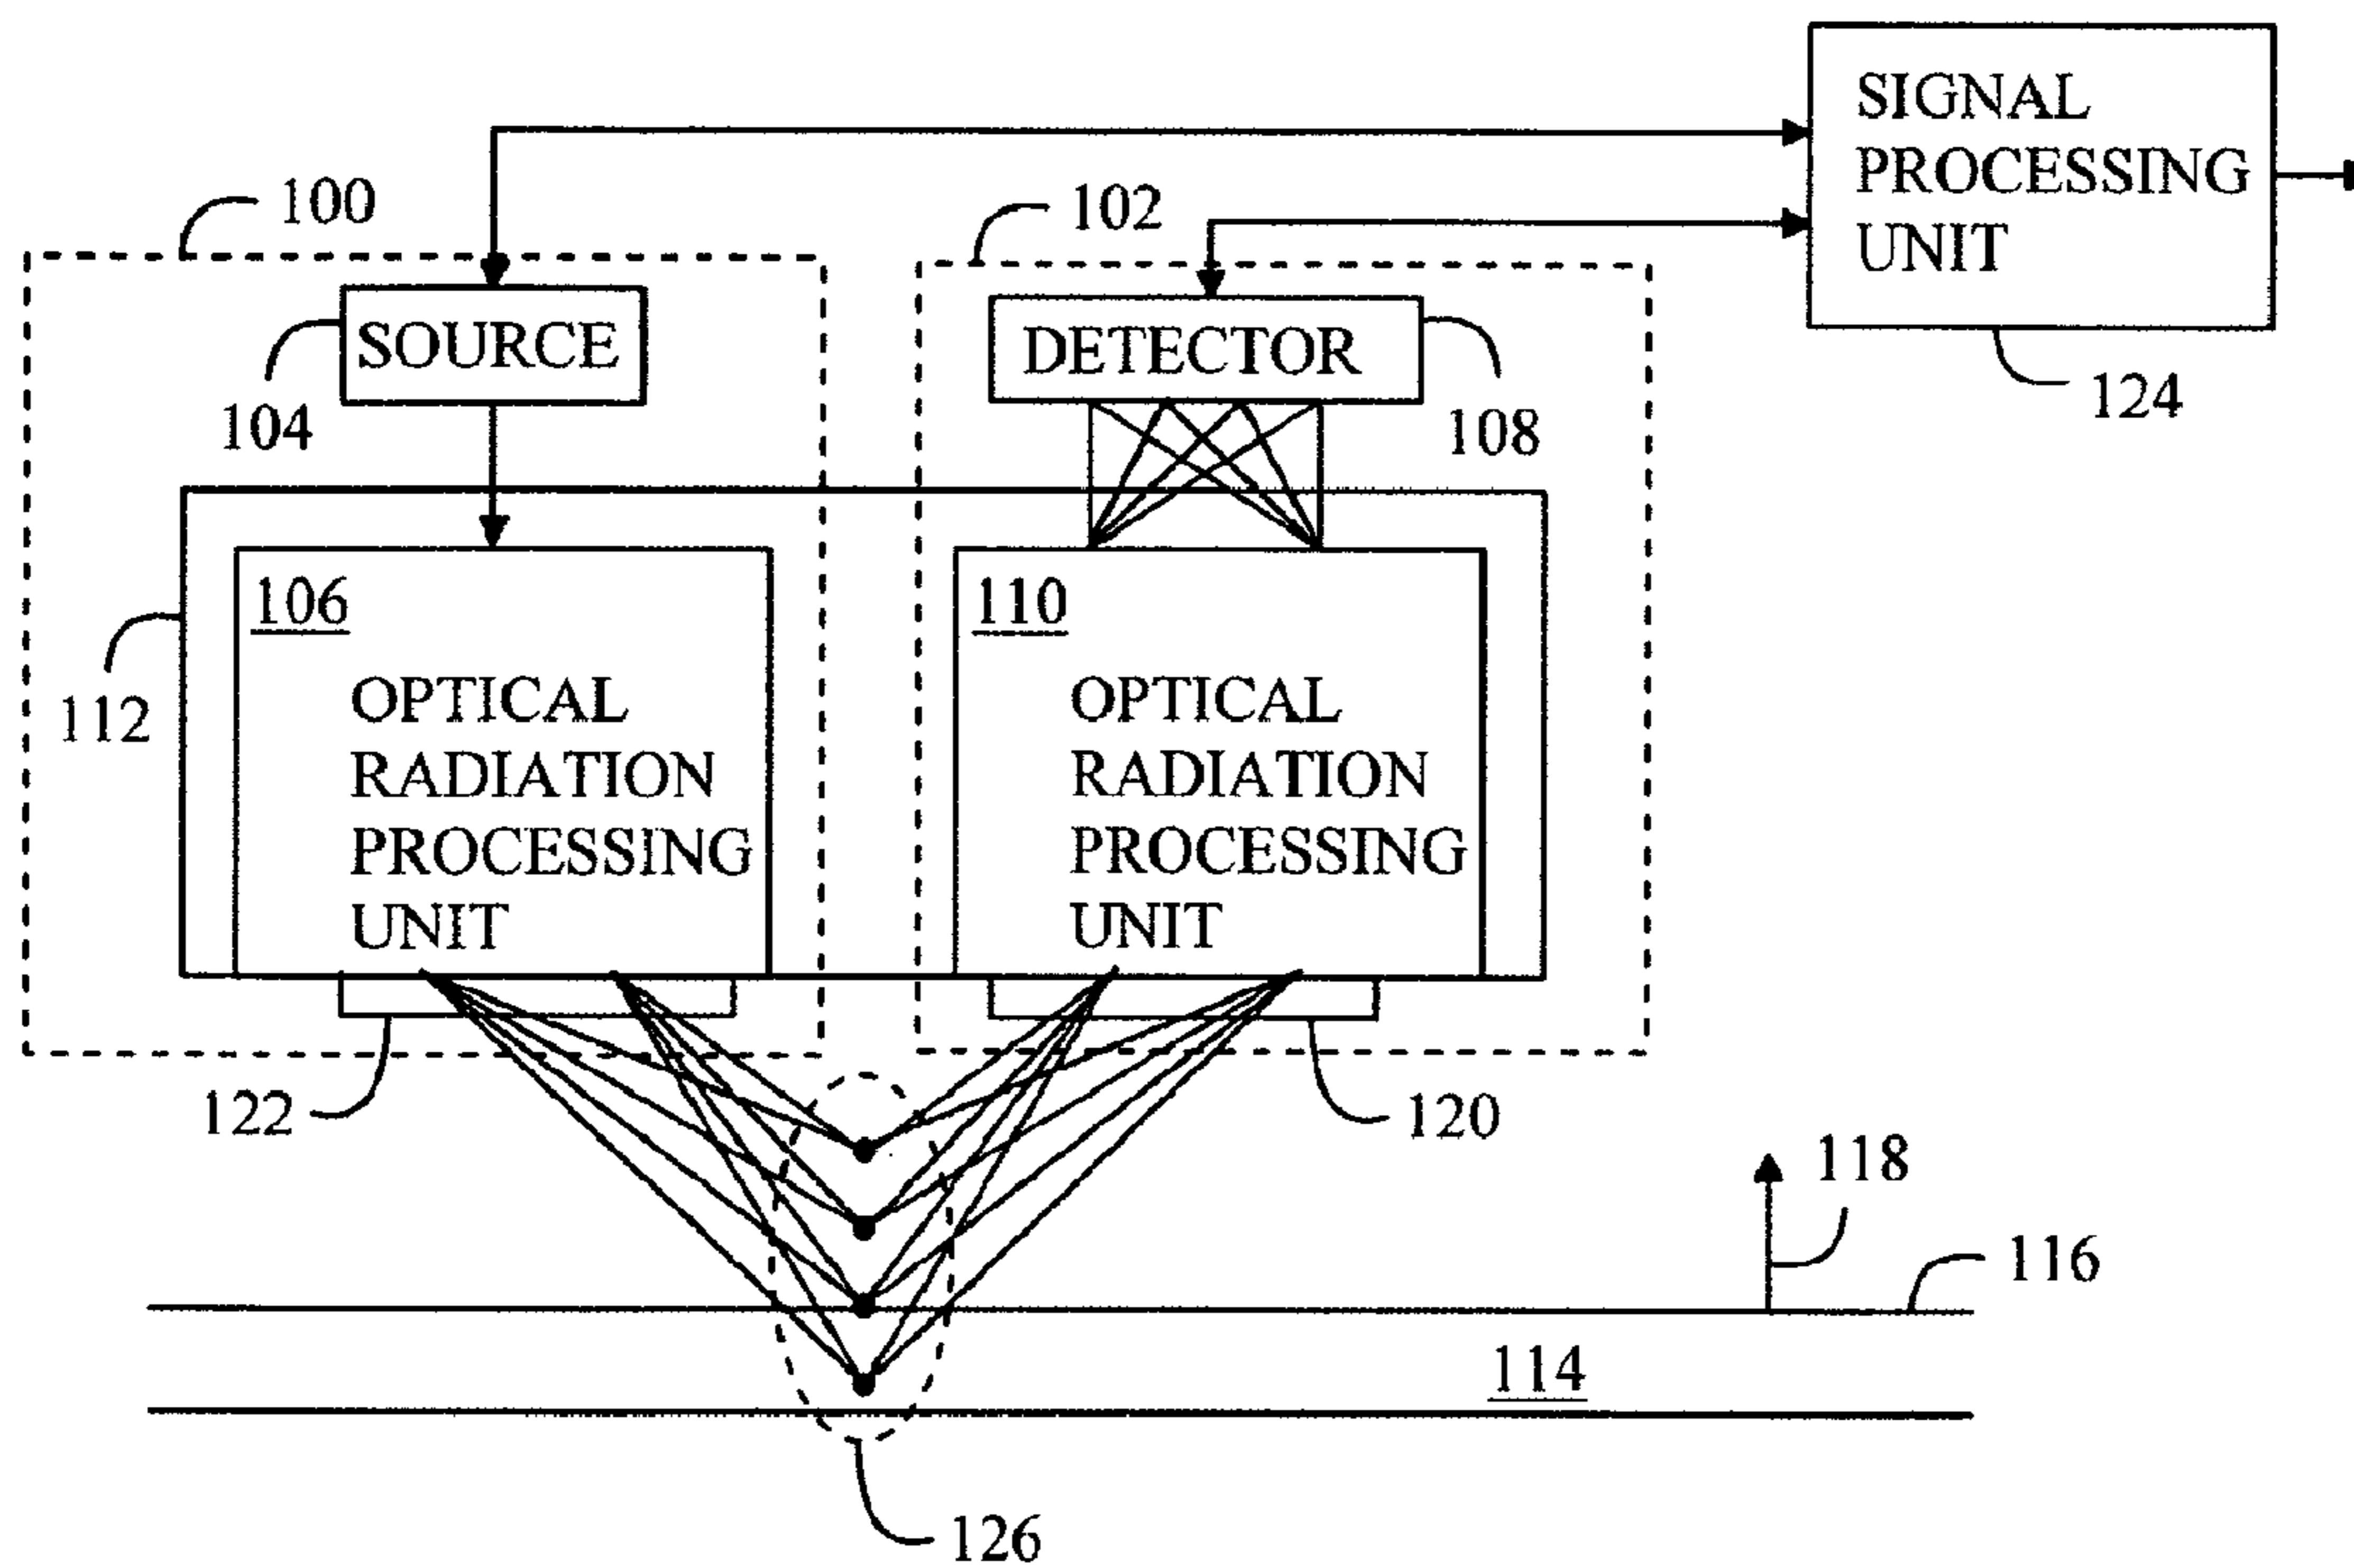 SIGNAL
PROCESSING
UNIT
124
100
102
SOURCE
104
DETECTOR
108
112
106
OPTICAL
RADIATION
PROCESSING
UNIT
110
OPTICAL
RADIATION
PROCESSING
UNIT
122
120
118
116
114
126